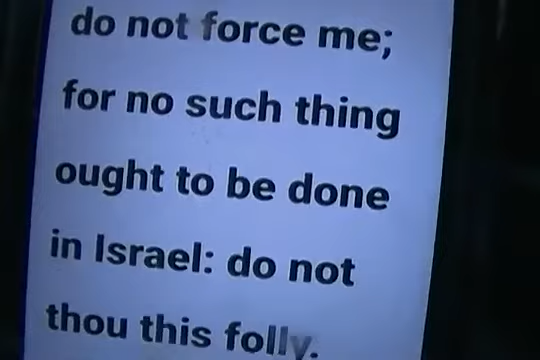 do not force me;
for no such thing
ought to be done
in Israel: do not
thou this folly.